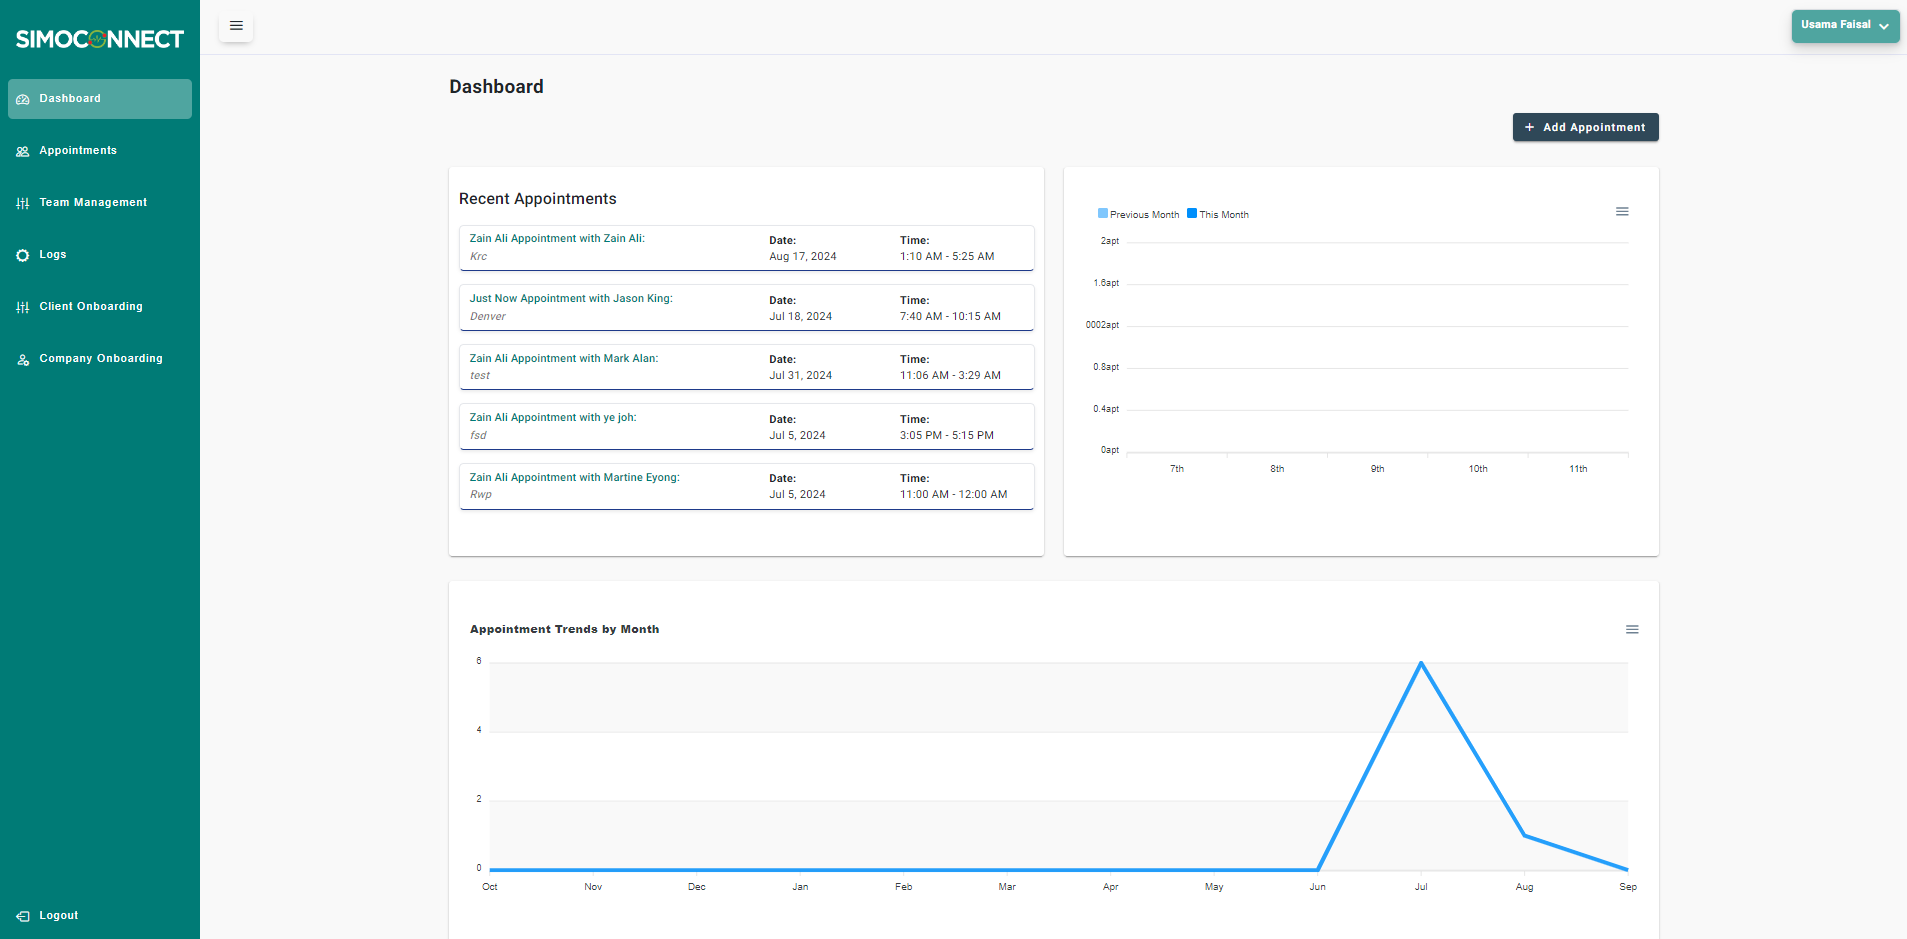 SIMOCONNECT
Usama Faisal
Dashboard
Appointments
Team Management
Logs
Client Onboarding
Company Onboarding
Logout
Dashboard
+ Add Appointment
Recent Appointments
Zain Ali Appointment with Zain Ali:
Krc
Date:
Aug 17, 2024
Time:
1:10 AM - 5:25 AM
Just Now Appointment with Jason King:
Denver
Date:
Jul 18, 2024
Time:
7:40 AM - 10:15 AM
Zain Ali Appointment with Mark Alan:
test
Date:
Jul 31, 2024
Time:
11:06 AM - 3:29 AM
Zain Ali Appointment with ye joh:
fsd
Date:
Jul 5, 2024
Time:
3:05 PM - 5:15 PM
Zain Ali Appointment with Martine Eyong:
Rwp
Date:
Jul 5, 2024
Time:
11:00 AM - 12:00 AM
Previous Month This Month
2apt
1.6apt
0002apt
0.8apt
0.4apt
0apt
7th 8th 9th 10th 11th
Appointment Trends by Month
6
4
2
0
Oct Nov Dec Jan Feb Mar Apr May Jun Jul Aug Sep